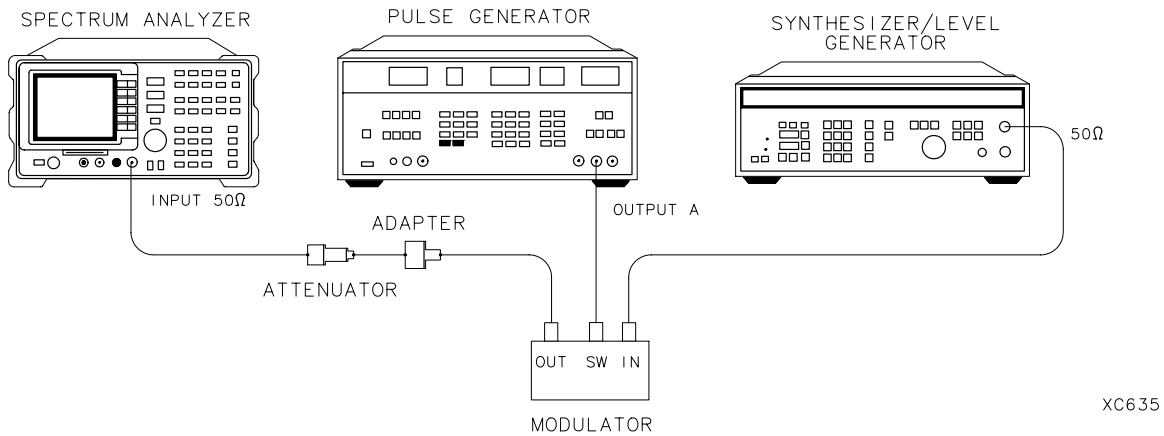 SPECTRUM ANALYZER
PULSE GENERATOR
SYNTHESIZER/LEVEL
GENERATOR
50Ω
INPUT 50Ω
OUTPUT A
ADAPTER
ATTENUATOR
OUT SW IN
MODULATOR
XC635